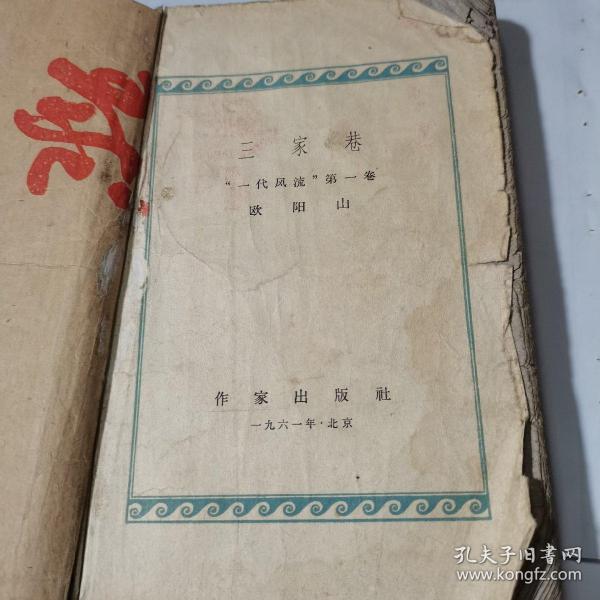 三家巷
“一代风流”第一卷
欧阳山
作家出版社
一九六一年·北京
孔夫子旧书网
www.kongfz.com